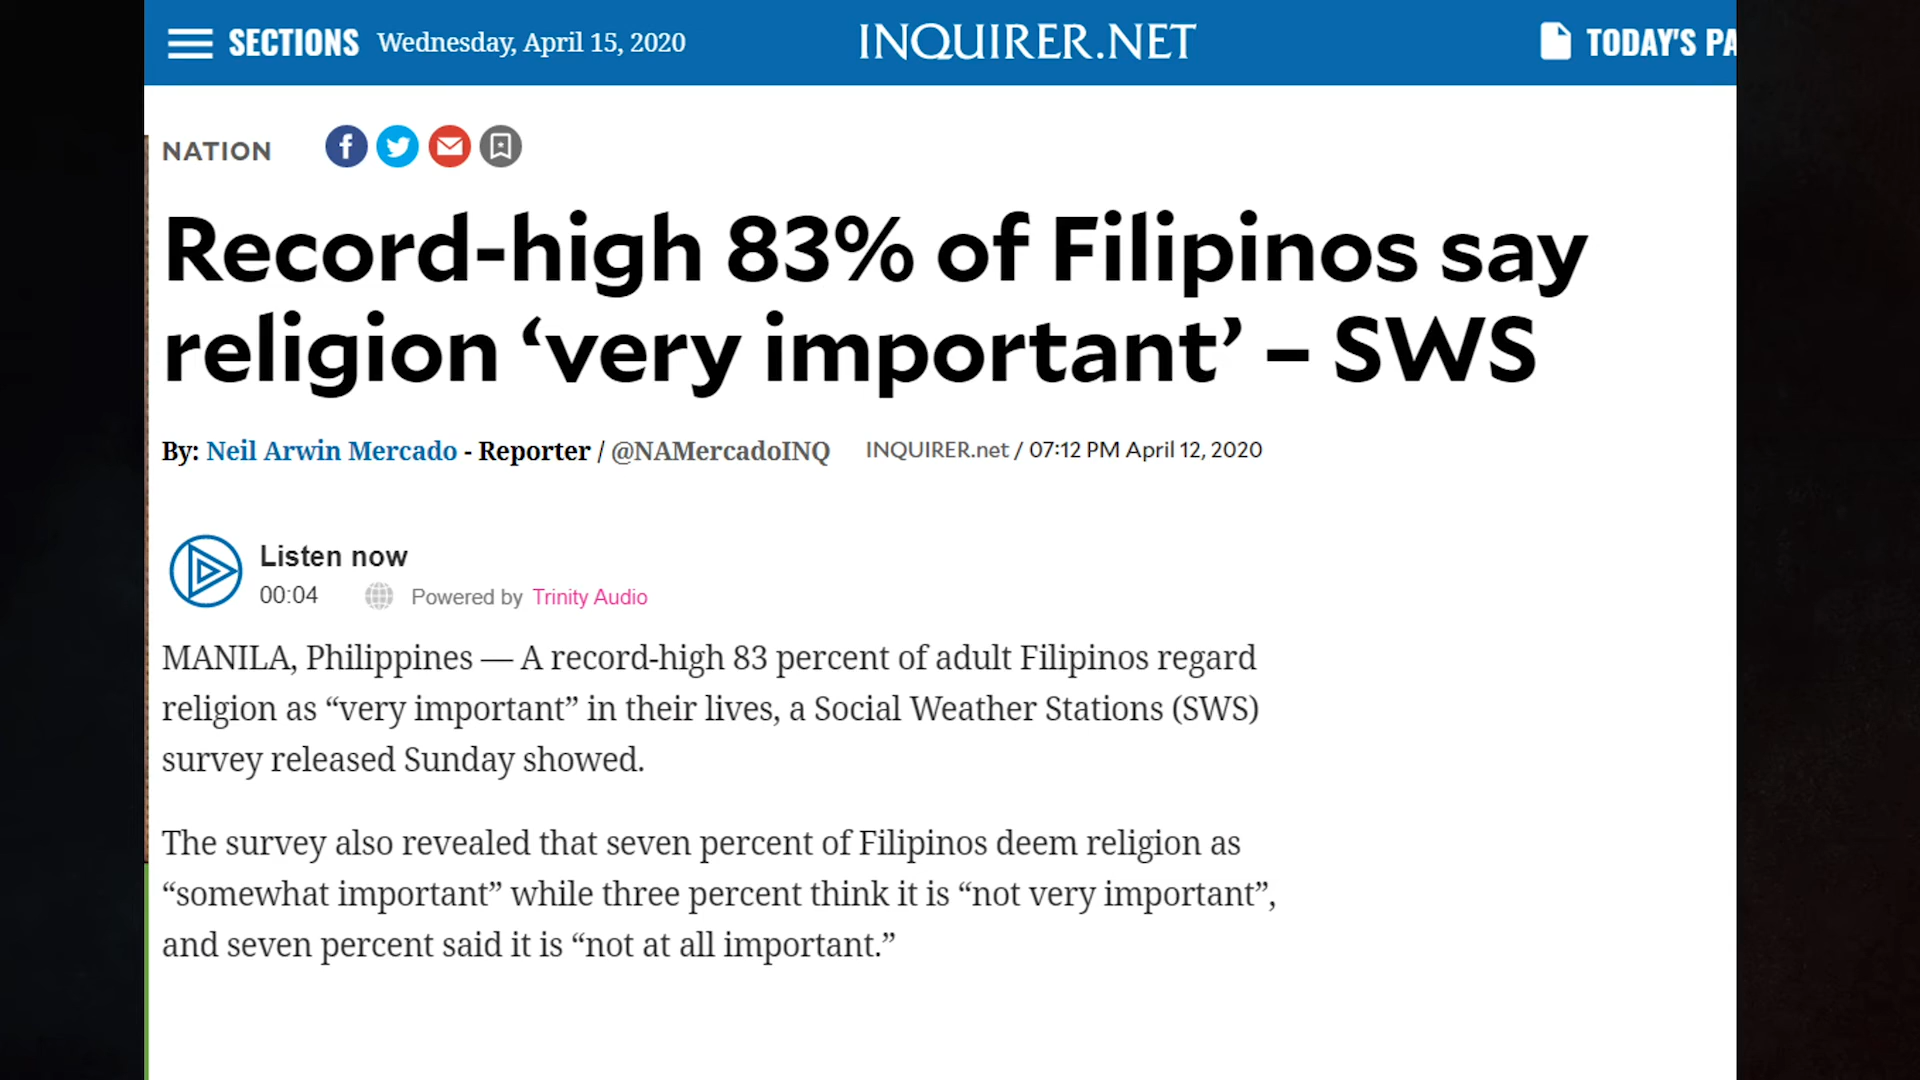 SECTIONS Wednesday, April 15, 2020 INQUIRER.NET TODAY'S PA
NATION
Record-high 83% of Filipinos say
religion ‘very important’ – SWS
By: Neil Arwin Mercado - Reporter / @NAMercadoINQ INQUIRER.net / 07:12 PM April 12, 2020
Listen now
00:04 Powered by Trinity Audio
MANILA, Philippines — A record-high 83 percent of adult Filipinos regard
religion as “very important” in their lives, a Social Weather Stations (SWS)
survey released Sunday showed.
The survey also revealed that seven percent of Filipinos deem religion as
“somewhat important” while three percent think it is “not very important”,
and seven percent said it is “not at all important.”